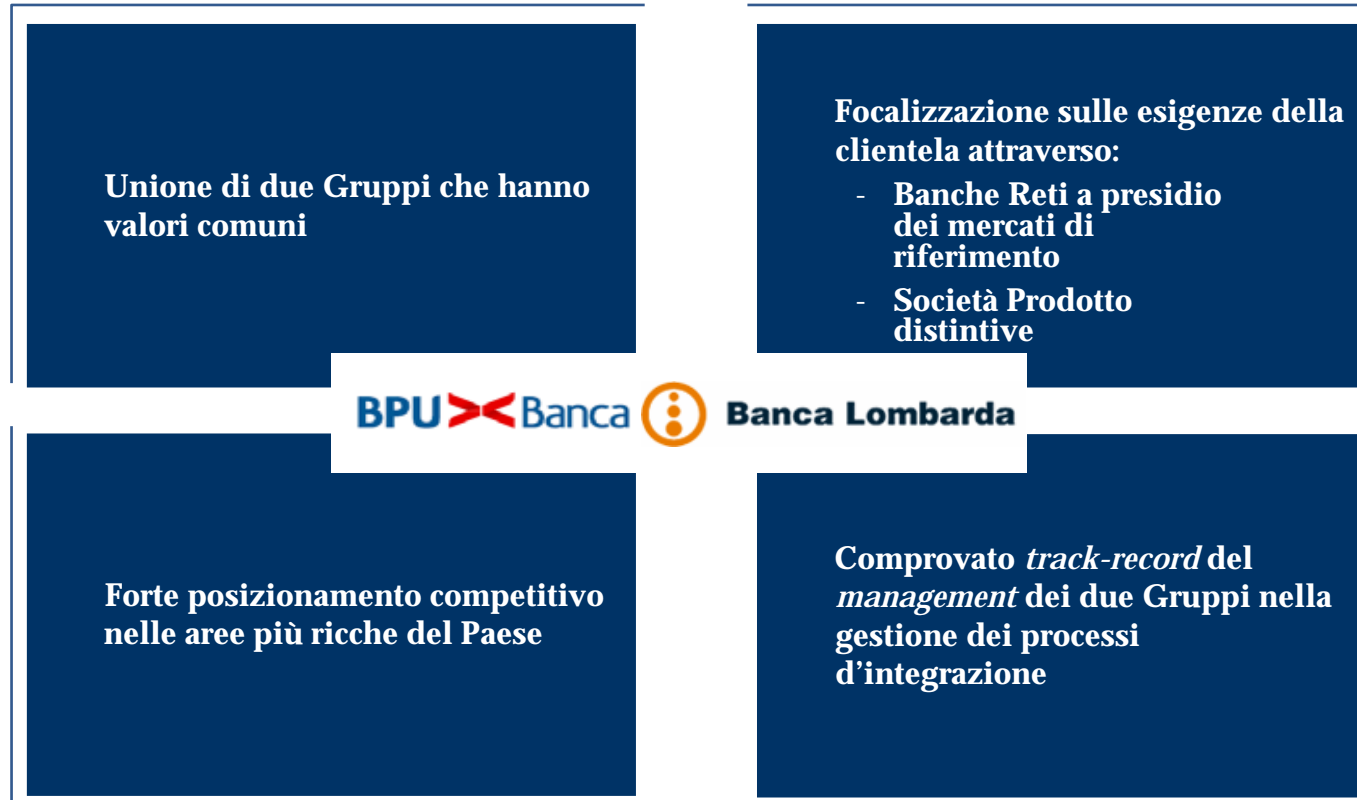 Unione di due Gruppi che hanno
valori comuni
Focalizzazione sulle esigenze della
clientela attraverso:
- Banche Reti a presidio
dei mercati di
riferimento
- Società Prodotto
distintive
BPU Banca Banca Lombarda
Forte posizionamento competitivo
nelle aree più ricche del Paese
Comprovato track-record del
management dei due Gruppi nella
gestione dei processi
d’integrazione